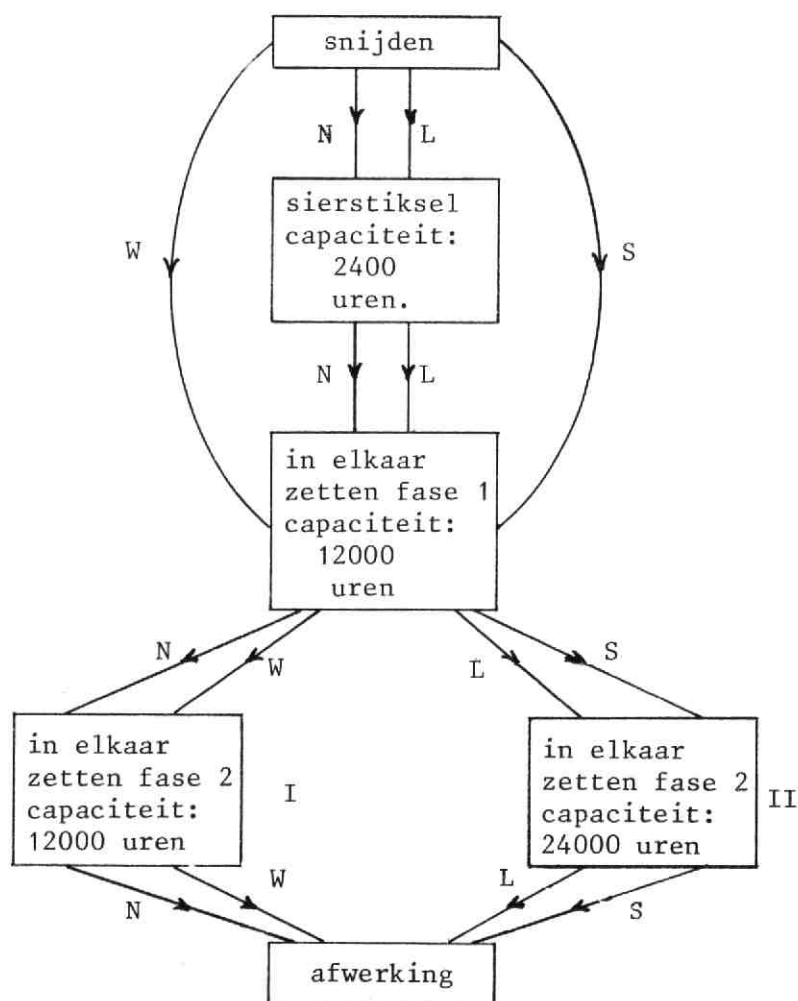 snijden
N
L
W
S
sierstiksel
capaciteit:
2400
uren.
N
L
in elkaar
zetten fase 1
capaciteit:
12000
uren
N
W
L
S
in elkaar
zetten fase 2
capaciteit:
12000 uren
I
in elkaar
zetten fase 2
capaciteit:
24000 uren
II
N
W
L
S
afwerking